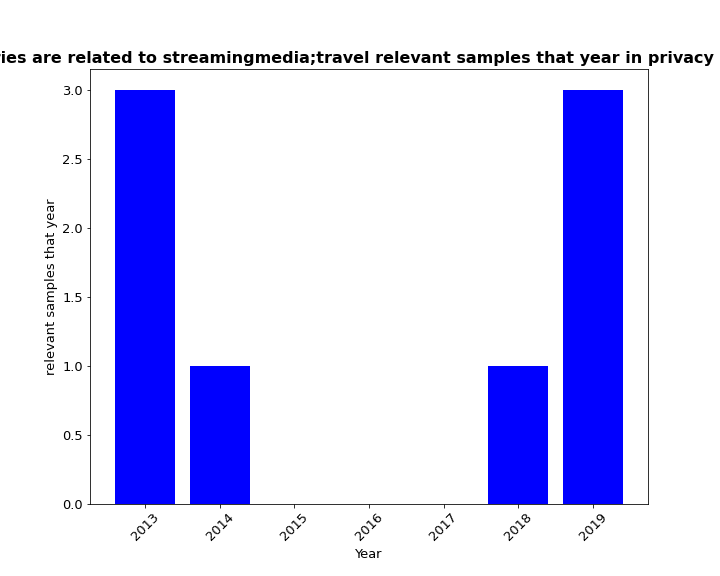 ries are related to streamingmedia;travel relevant samples that year in privacy
3.0
2.5
2.0
1.5
1.0
0.5
0.0
relevant samples that year
2013 2014 2015 2016 2017 2018 2019
Year